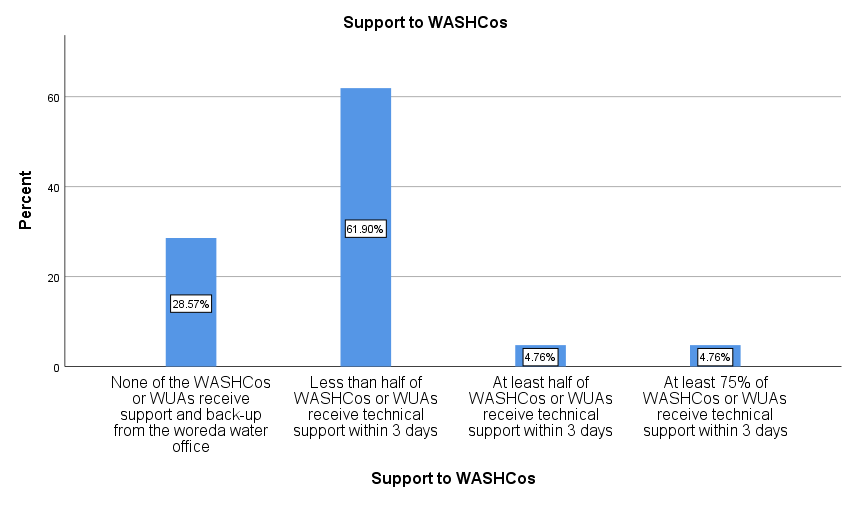 Support to WASHCos
60
40
20
0
Percent
28.57%
61.90%
4.76%
4.76%
None of the WASHCos
or WUAs receive
support and back-up
from the woreda water
office
Less than half of
WASHCos or WUAs
receive technical
support within 3 days
At least half of
WASHCos or WUAs
receive technical
support within 3 days
At least 75% of
WASHCos or WUAs
receive technical
support within 3 days
Support to WASHCos